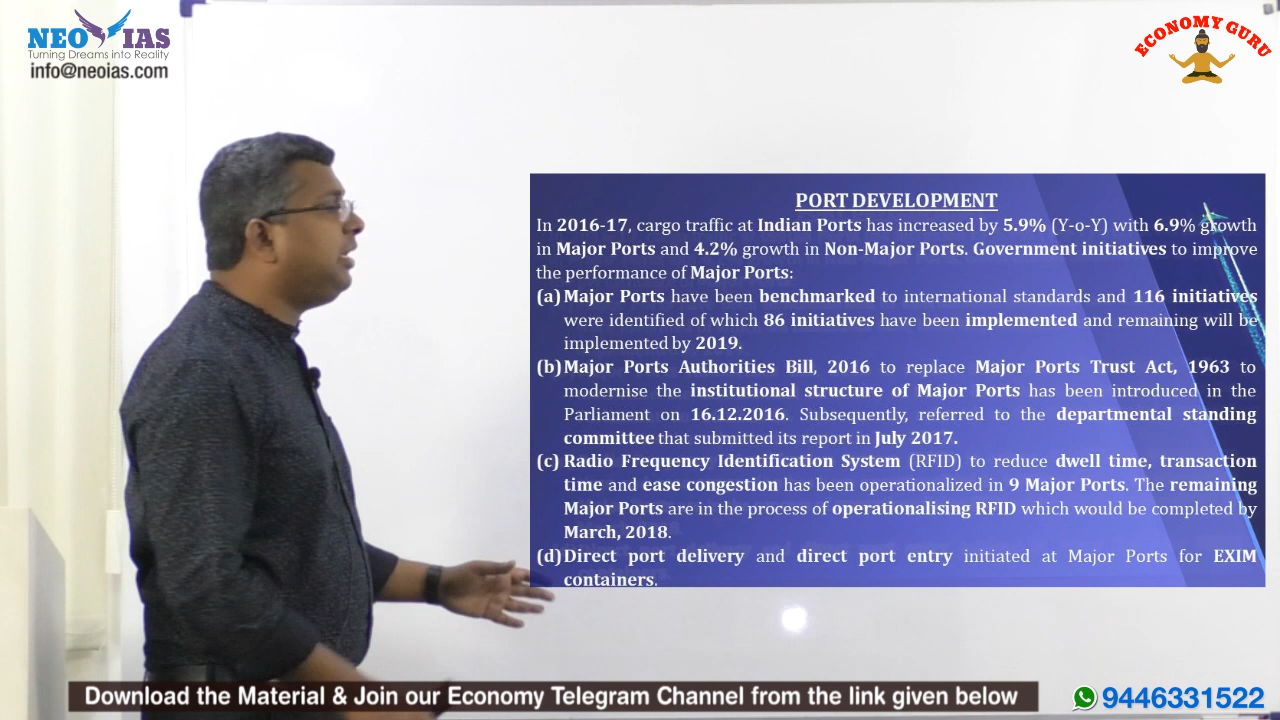 NEO IAS
Turning Dreams into Reality
info@neoias.com
ECONOMY GURU
PORT DEVELOPMENT
In 2016-17, cargo traffic at Indian Ports has increased by 5.9% (Y-o-Y) with 6.9% growth
in Major Ports and 4.2% growth in Non-Major Ports. Government initiatives to improve
the performance of Major Ports:
(a) Major Ports have been benchmarked to international standards and 116 initiatives
were identified of which 86 initiatives have been implemented and remaining will be
implemented by 2019.
(b) Major Ports Authorities Bill, 2016 to replace Major Ports Trust Act, 1963 to
modernise the institutional structure of Major Ports has been introduced in the
Parliament on 16.12.2016. Subsequently, referred to the departmental standing
committee that submitted its report in July 2017.
(c) Radio Frequency Identification System (RFID) to reduce dwell time, transaction
time and ease congestion has been operationalized in 9 Major Ports. The remaining
Major Ports are in the process of operationalising RFID which would be completed by
March, 2018.
(d) Direct port delivery and direct port entry initiated at Major Ports for EXIM
containers.
Download the Material & Join our Economy Telegram Channel from the link given below
9446331522